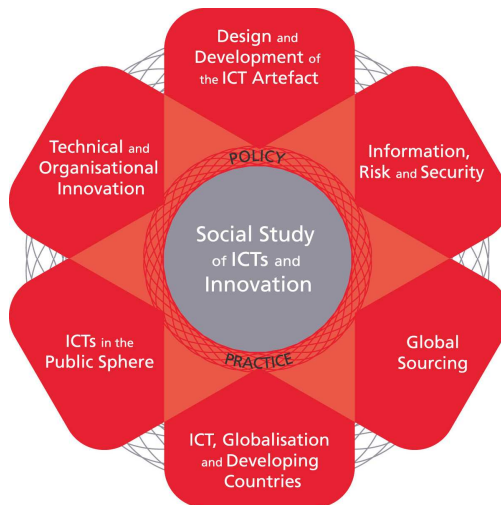 Design and
Development of
the ICT Artefact
Technical and
Organisational
Innovation
Information,
Risk and Security
POLICY
Social Study
of ICTs and
Innovation
PRACTICE
ICTs in the
Public Sphere
Global
Sourcing
ICT, Globalisation
and Developing
Countries